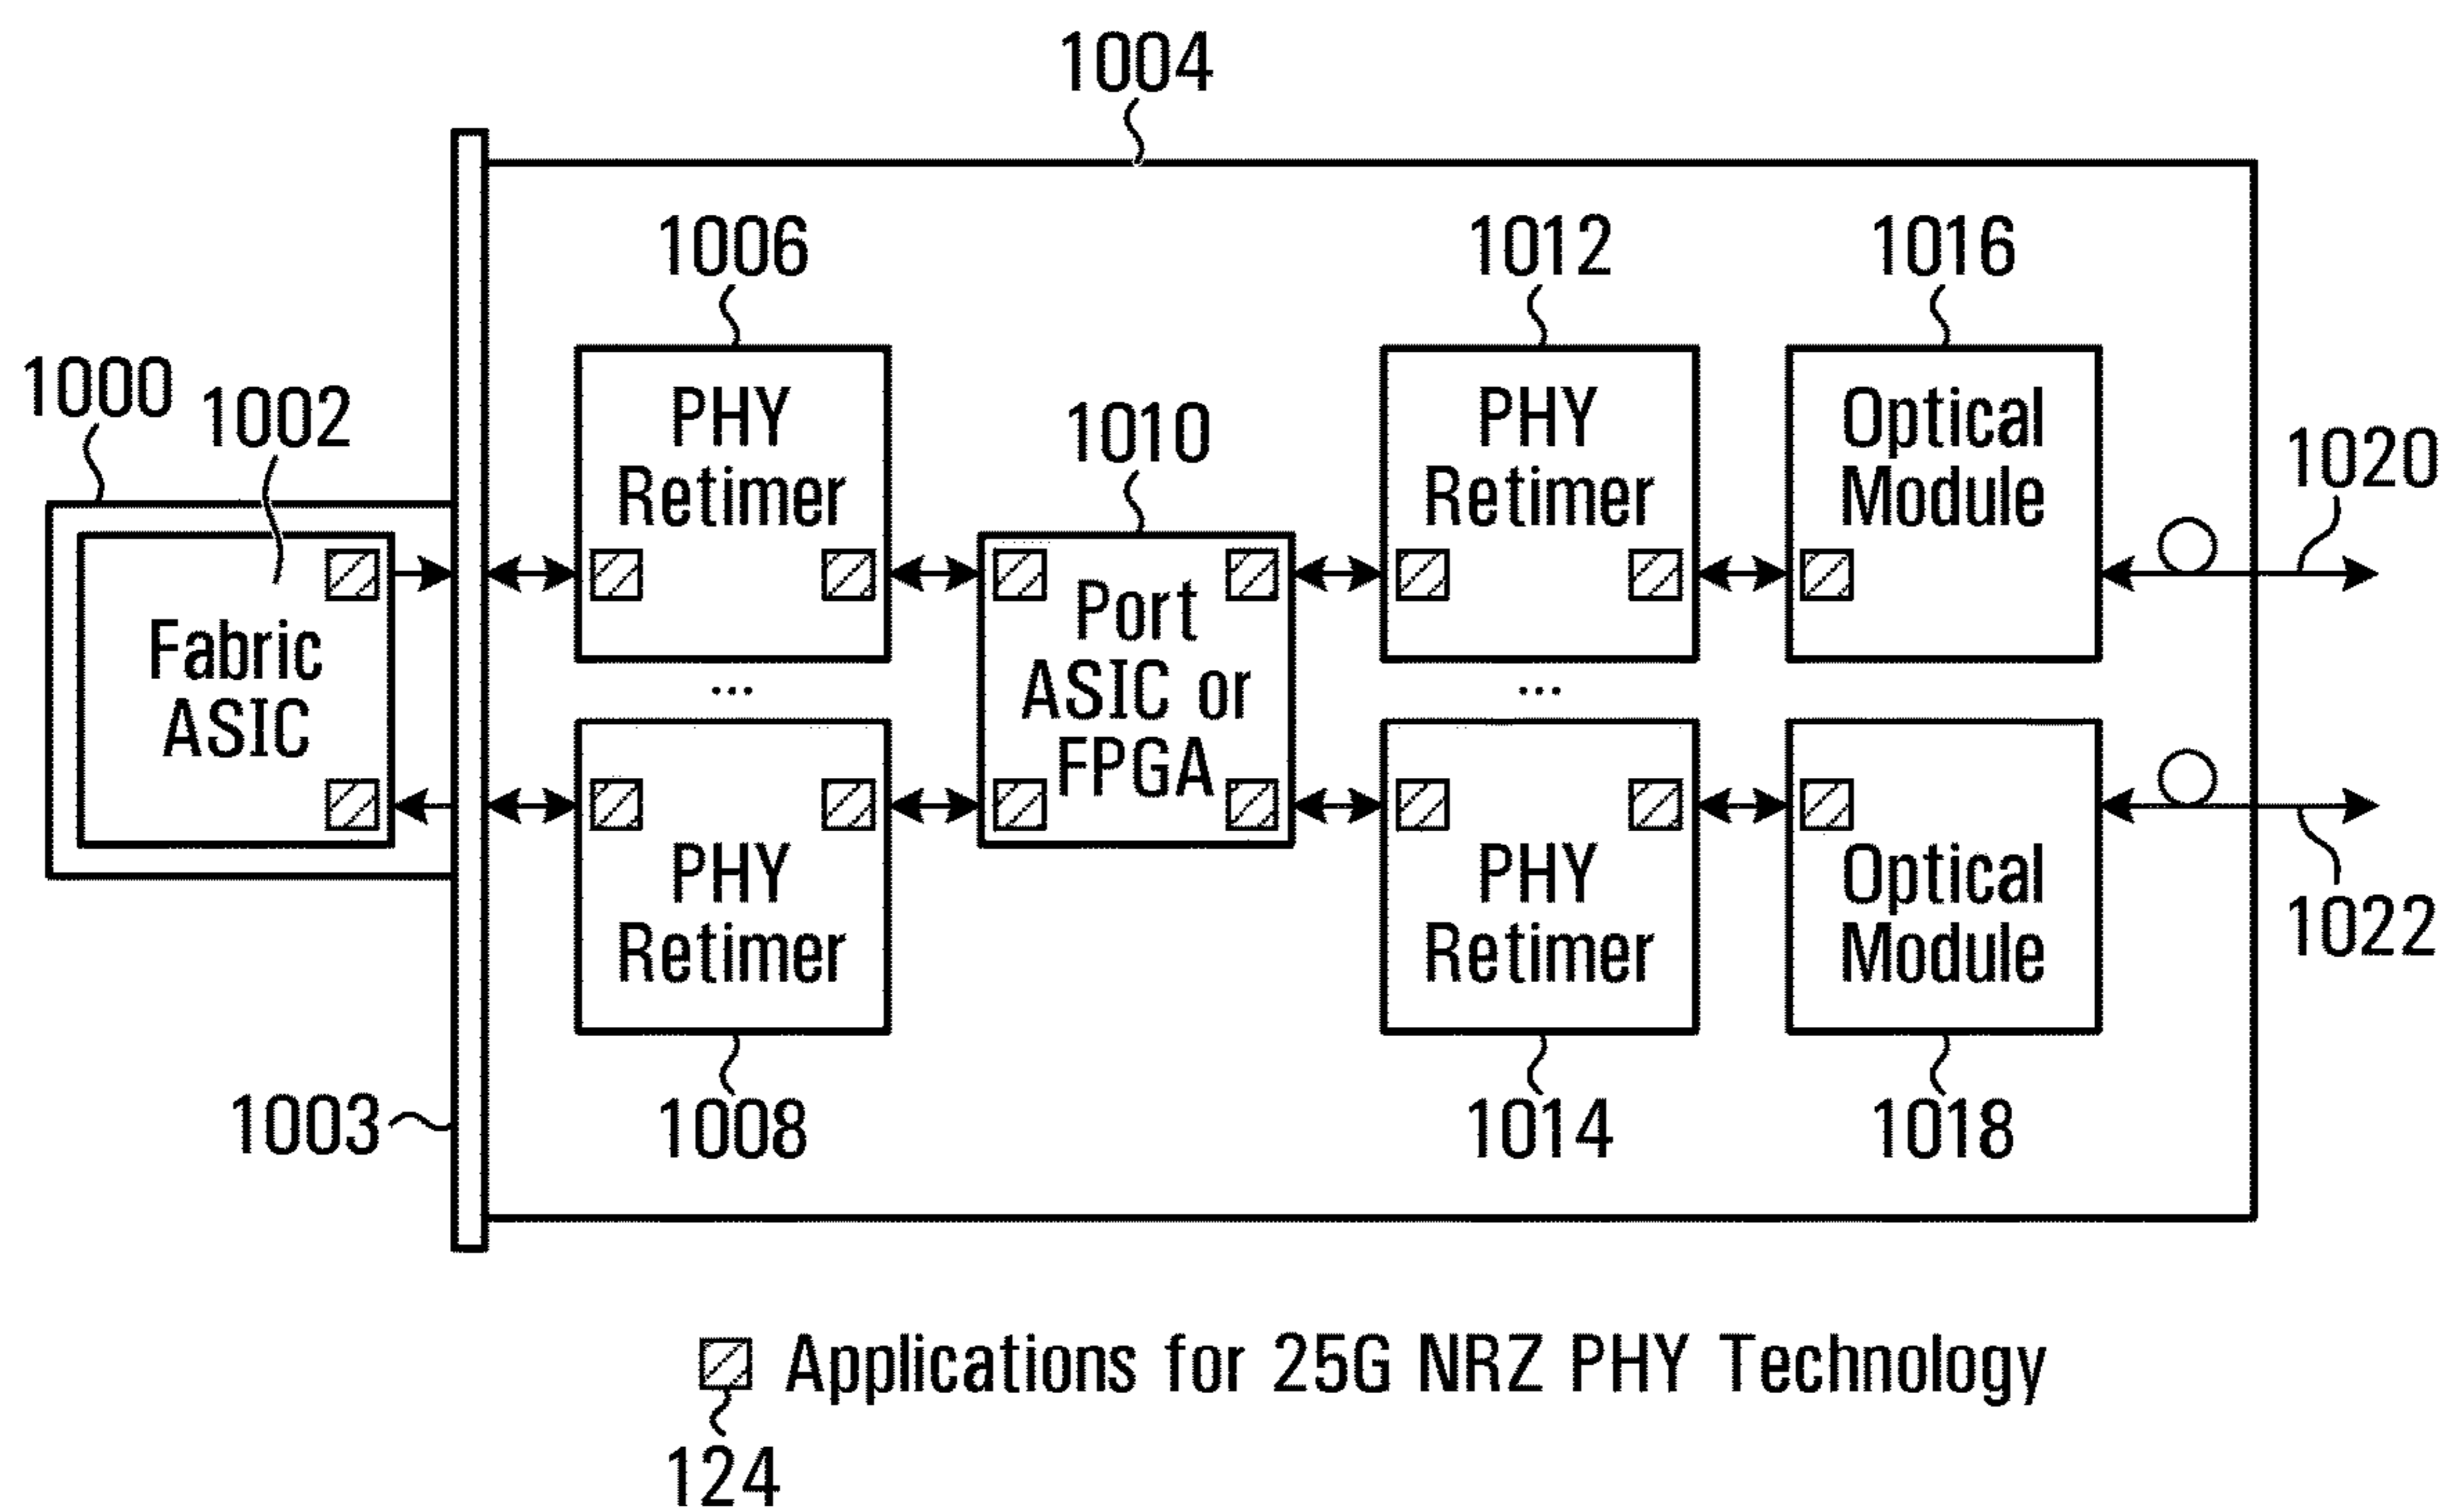 1004
1006
1012
1016
1000
1002
1010
1020
PHY
Retimer
PHY
Retimer
Optical
Module
Fabric
ASIC
Port
ASIC or
FPGA
...
...
PHY
Retimer
PHY
Retimer
Optical
Module
1022
1003
1008
1014
1018
Applications for 25G NRZ PHY Technology
124